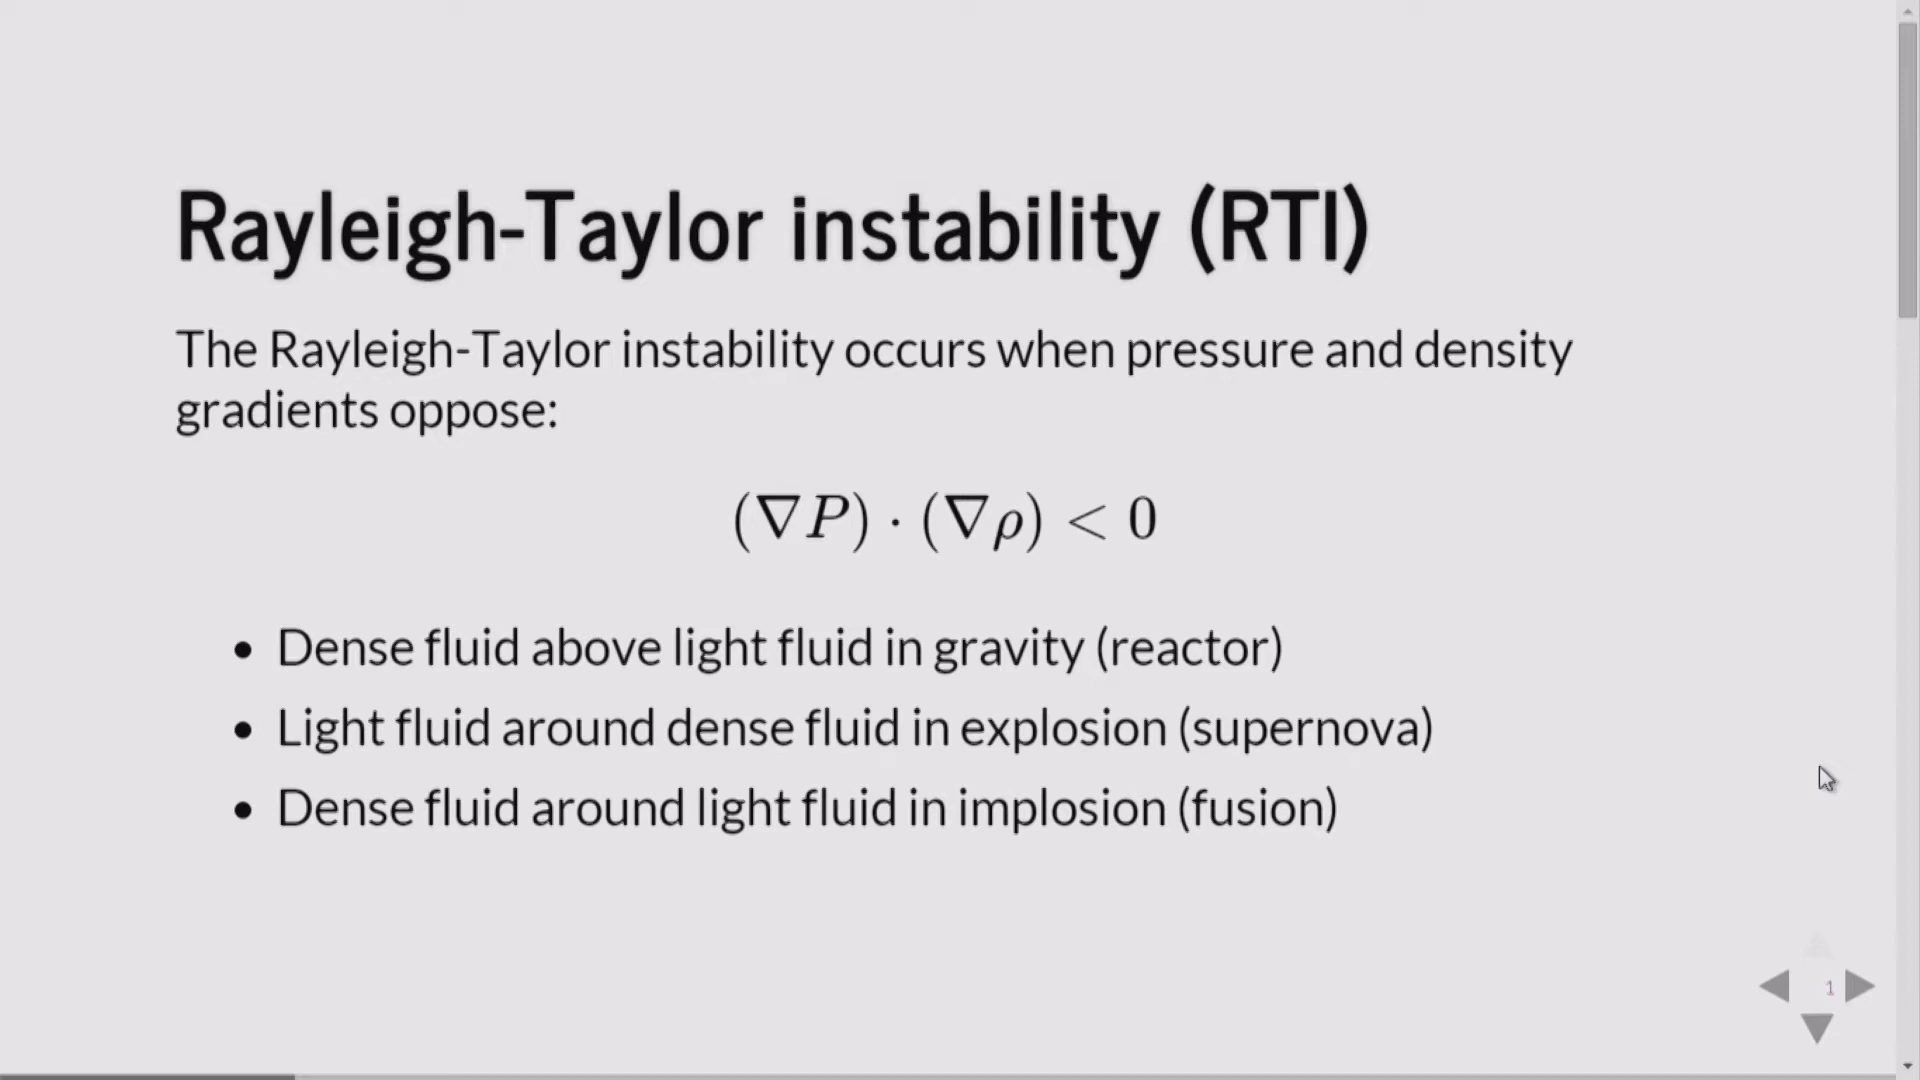 Rayleigh-Taylor instability (RTI)
The Rayleigh-Taylor instability occurs when pressure and density
gradients oppose:
(∇P) · (∇ρ) < 0
• Dense fluid above light fluid in gravity (reactor)
• Light fluid around dense fluid in explosion (supernova)
• Dense fluid around light fluid in implosion (fusion)
1